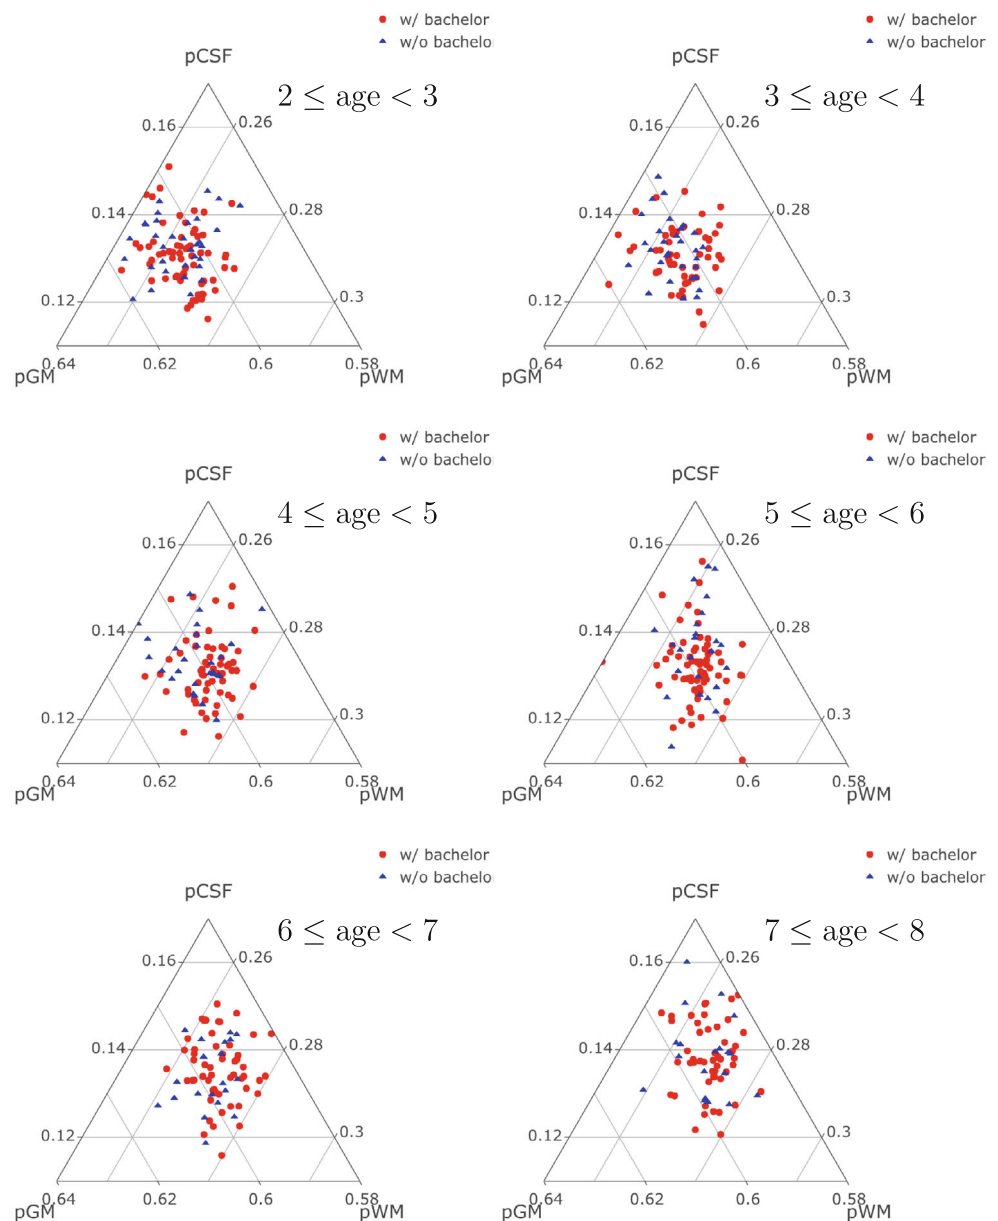 w/ bachelor
w/o bachelor
pCSF
2 ≤ age < 3
0.16
0.26
0.14
0.28
0.12
0.3
0.64
0.62
0.6
0.58
pGM
pWM
w/ bachelor
w/o bachelor
pCSF
3 ≤ age < 4
0.16
0.26
0.14
0.28
0.12
0.3
0.64
0.62
0.6
0.58
pGM
pWM
w/ bachelor
w/o bachelor
pCSF
4 ≤ age < 5
0.16
0.26
0.14
0.28
0.12
0.3
0.64
0.62
0.6
0.58
pGM
pWM
w/ bachelor
w/o bachelor
pCSF
5 ≤ age < 6
0.16
0.26
0.14
0.28
0.12
0.3
0.64
0.62
0.6
0.58
pGM
pWM
w/ bachelor
w/o bachelor
pCSF
6 ≤ age < 7
0.16
0.26
0.14
0.28
0.12
0.3
0.64
0.62
0.6
0.58
pGM
pWM
w/ bachelor
w/o bachelor
pCSF
7 ≤ age < 8
0.16
0.26
0.14
0.28
0.12
0.3
0.64
0.62
0.6
0.58
pGM
pWM